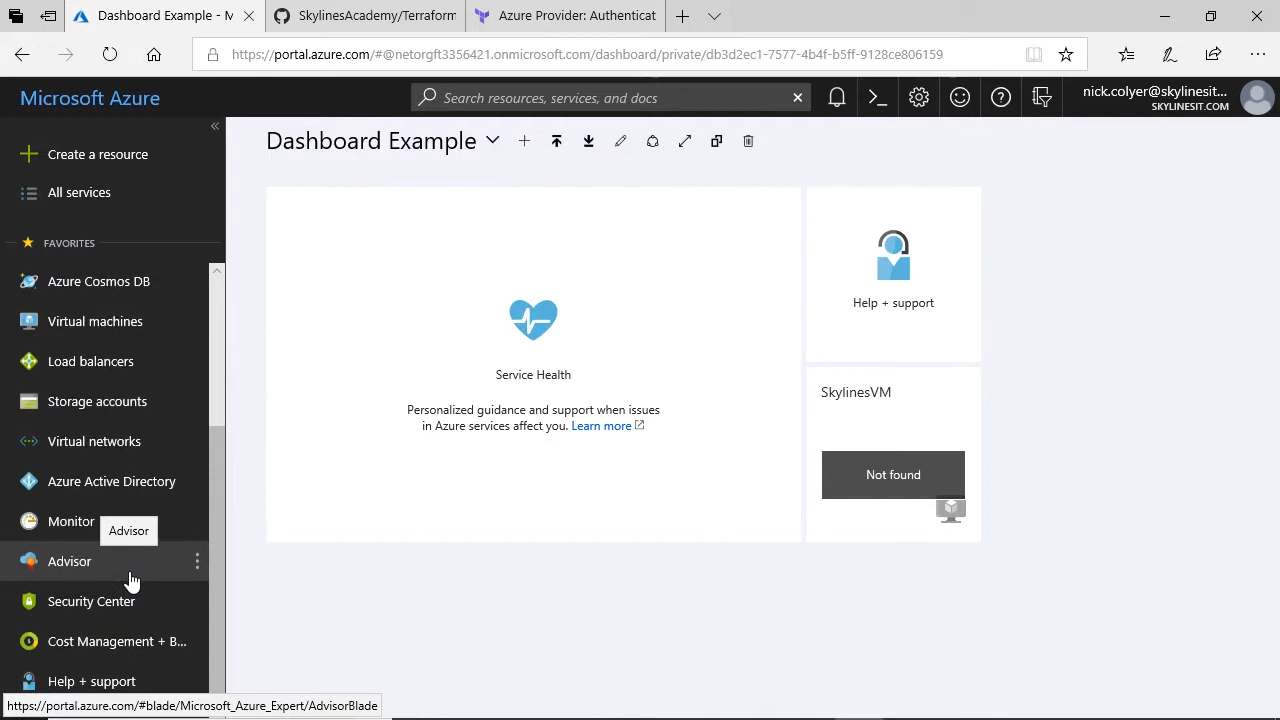 Dashboard Example - M
SkylinesAcademy/Terraform
Azure Provider: Authenticat
https://portal.azure.com/#@netorgft3356421.onmicrosoft.com/dashboard/private/db3d2ec1-7577-4b4f-b5ff-9128ce806159
Microsoft Azure
Search resources, services, and docs
nick.colyer@skylinesit...
SKYLINESIT.COM
Create a resource
All services
FAVORITES
Azure Cosmos DB
Virtual machines
Load balancers
Storage accounts
Virtual networks
Azure Active Directory
Monitor
Advisor
Advisor
Security Center
Cost Management + B...
Help + support
https://portal.azure.com/#blade/Microsoft_Azure_Expert/AdvisorBlade
Dashboard Example
Service Health
Personalized guidance and support when issues
in Azure services affect you. Learn more
Help + support
SkylinesVM
Not found